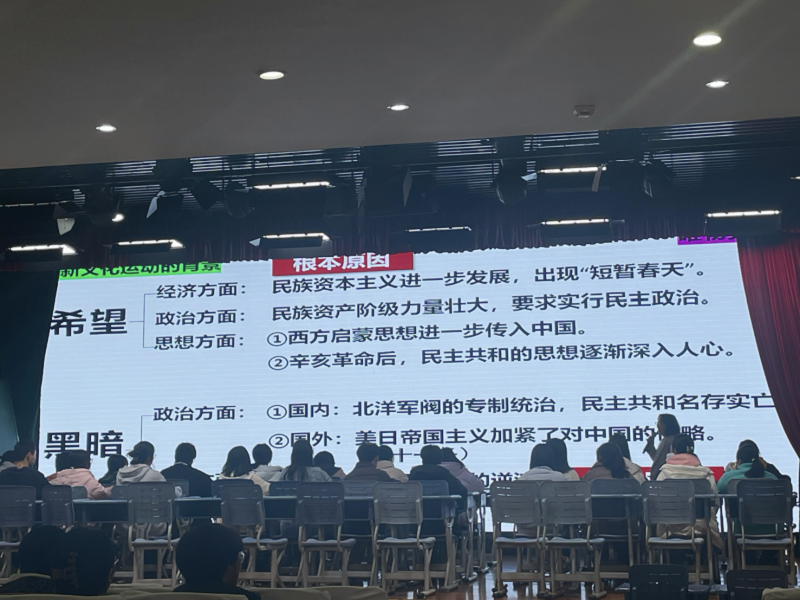 新文化运动的背景
根本原因
希望
经济方面：民族资本主义进一步发展，出现“短暂春天”。
政治方面：民族资产阶级力量壮大，要求实行民主政治。
思想方面：①西方启蒙思想进一步传入中国。
②辛亥革命后，民主共和的思想逐渐深入人心。
黑暗
政治方面：①国内：北洋军阀的专制统治，民主共和名存实亡
②国外：美日帝国主义加紧了对中国的 略。